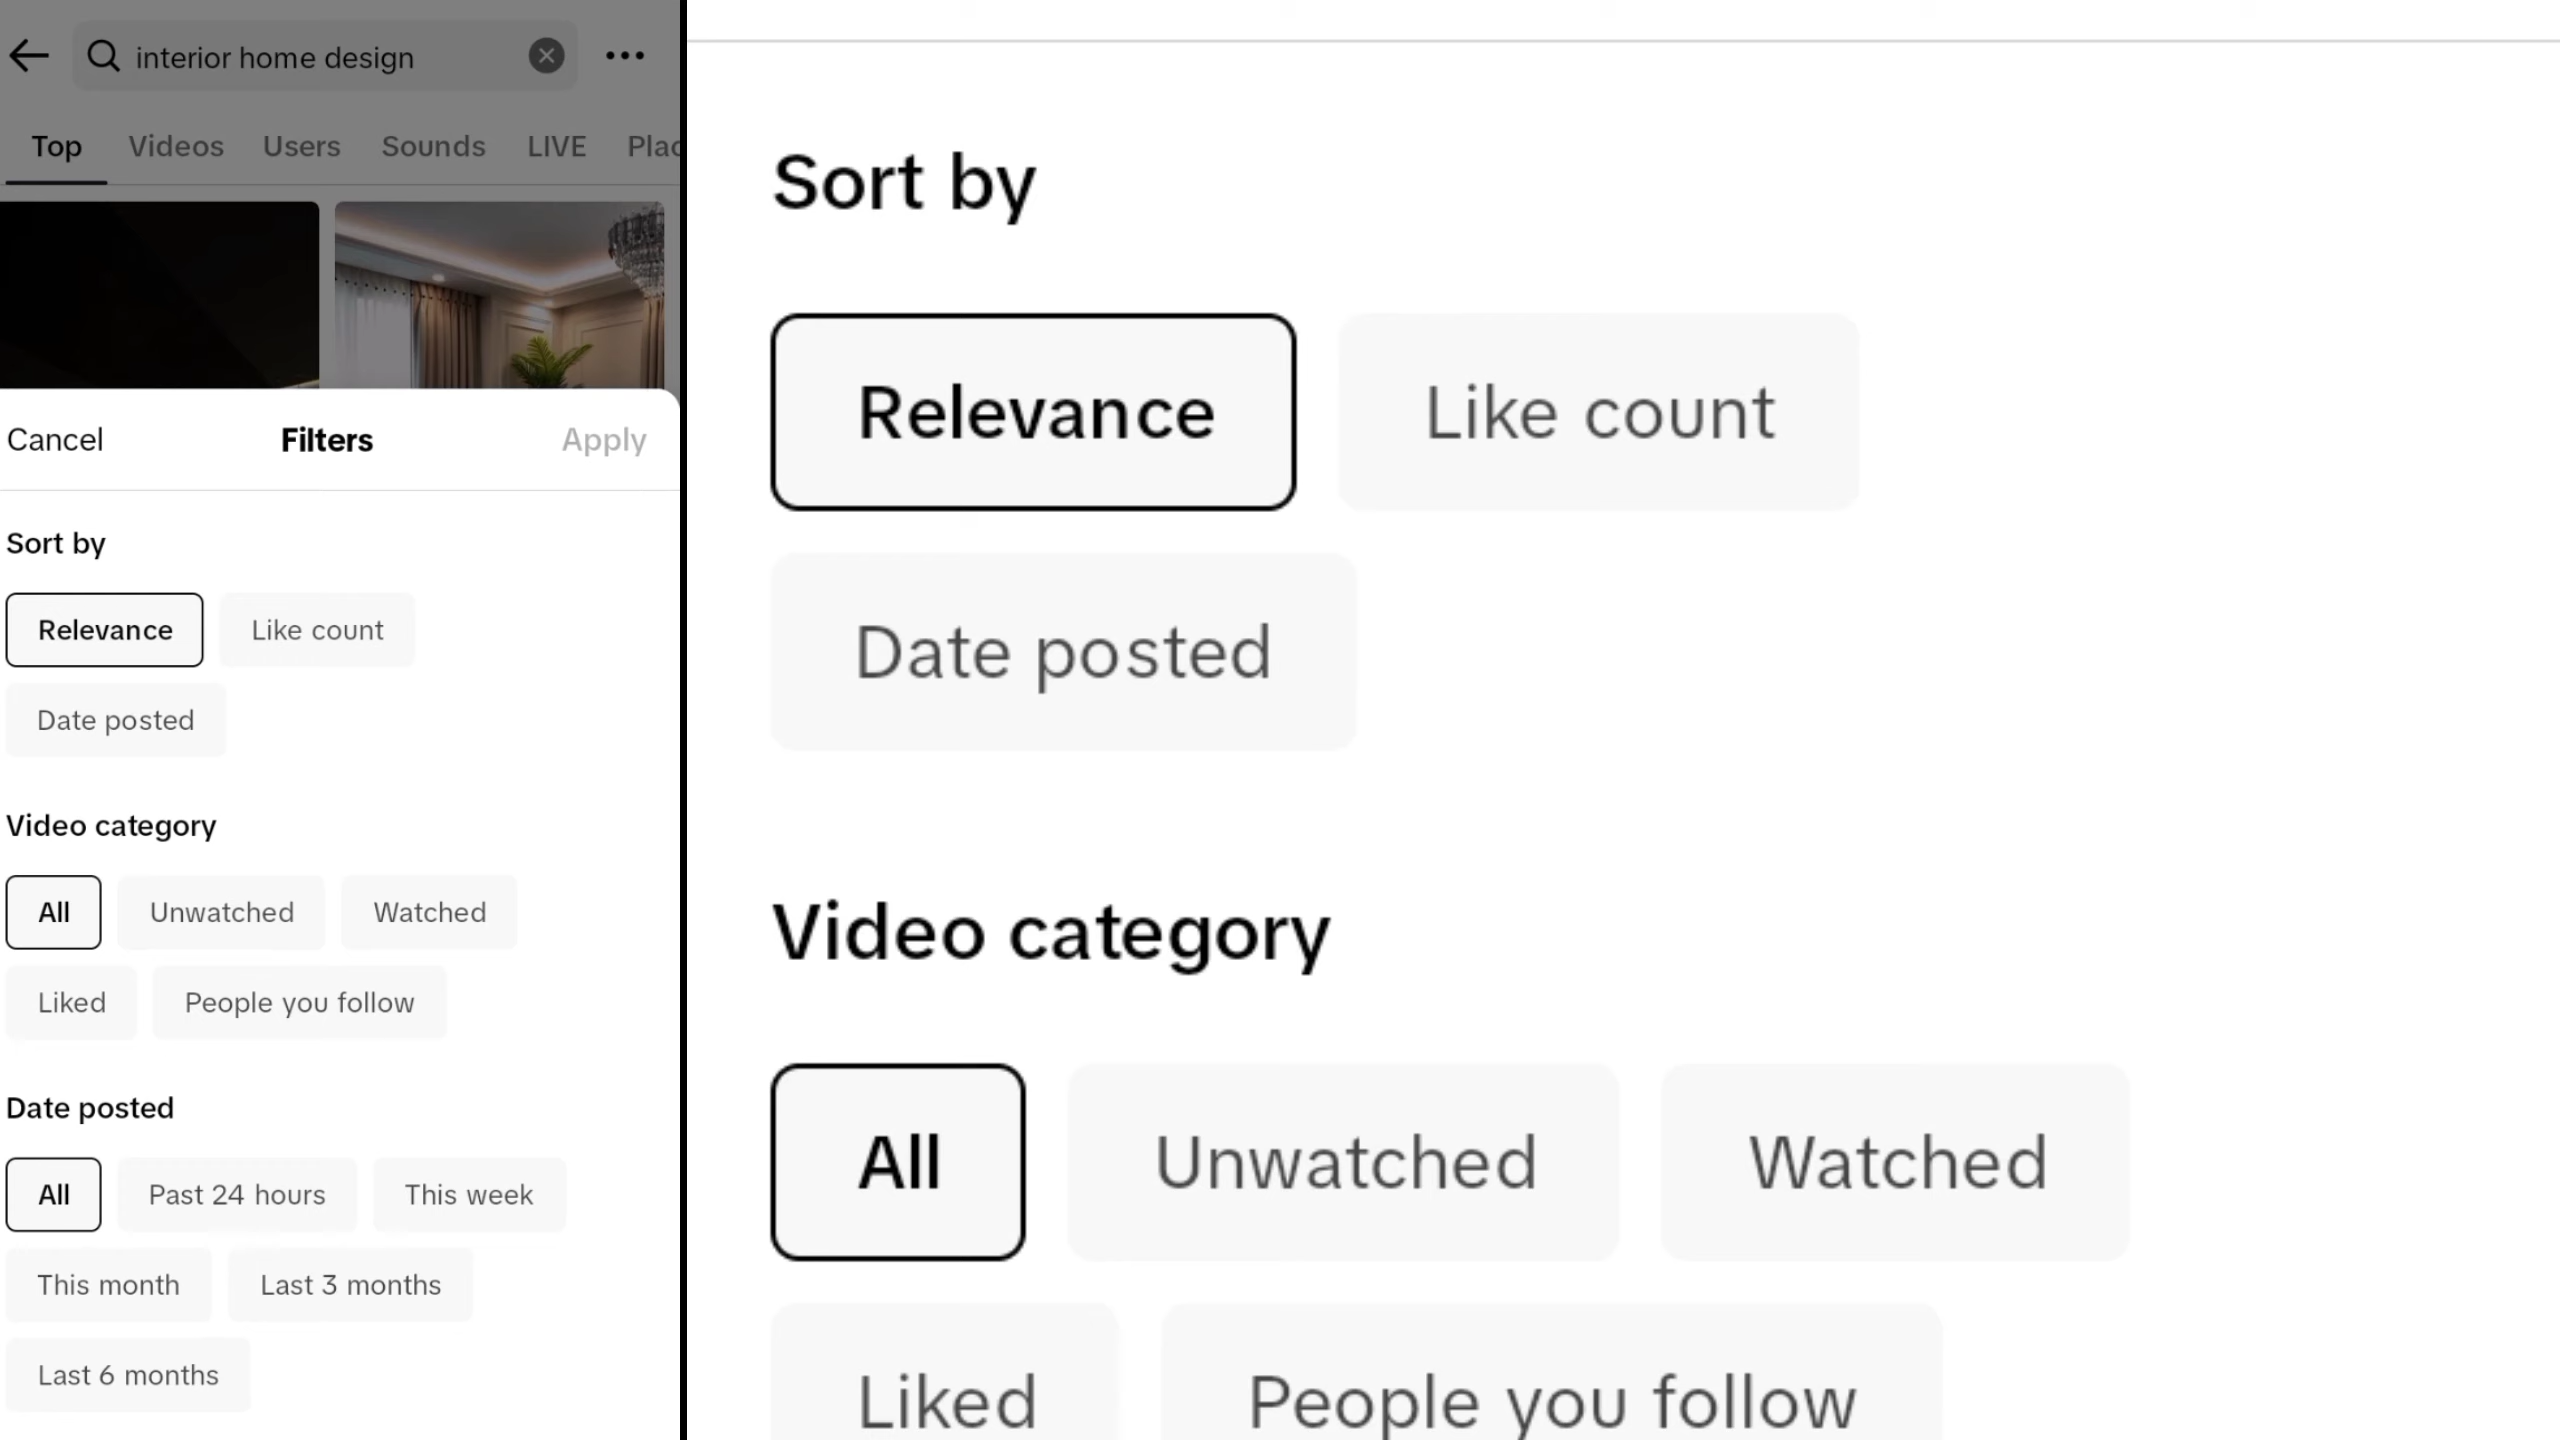 interior home design
Top Videos Users Sounds LIVE Plac
Cancel Filters Apply
Sort by
Relevance Like count
Date posted
Video category
All Unwatched Watched
Liked People you follow
Date posted
All Past 24 hours This week
This month Last 3 months
Last 6 months
Sort by
Relevance Like count
Date posted
Video category
All Unwatched Watched
Liked People you follow